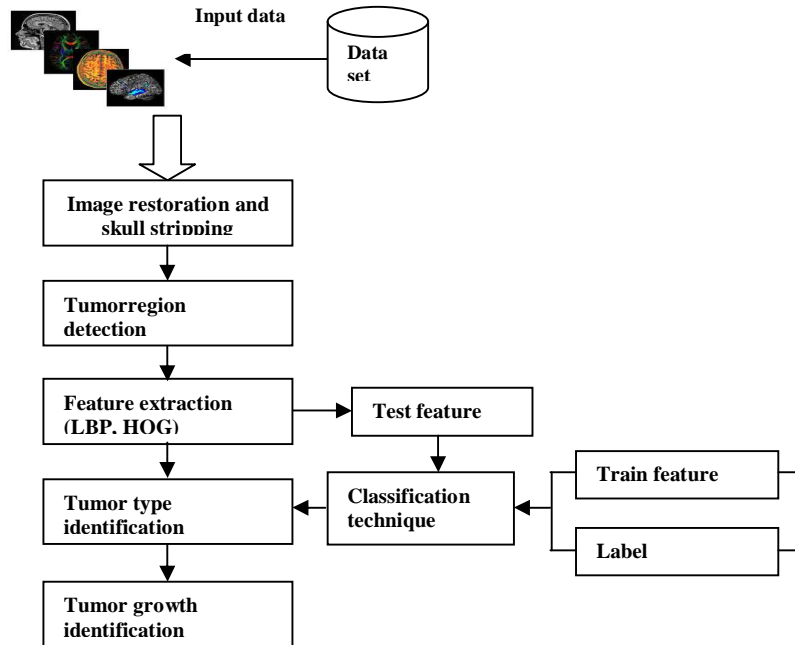 Input data
Data
set
Image restoration and
skull stripping
Tumorregion
detection
Feature extraction
(LBP, HOG)
Test feature
Train feature
Tumor type
identification
Classification
technique
Label
Tumor growth
identification